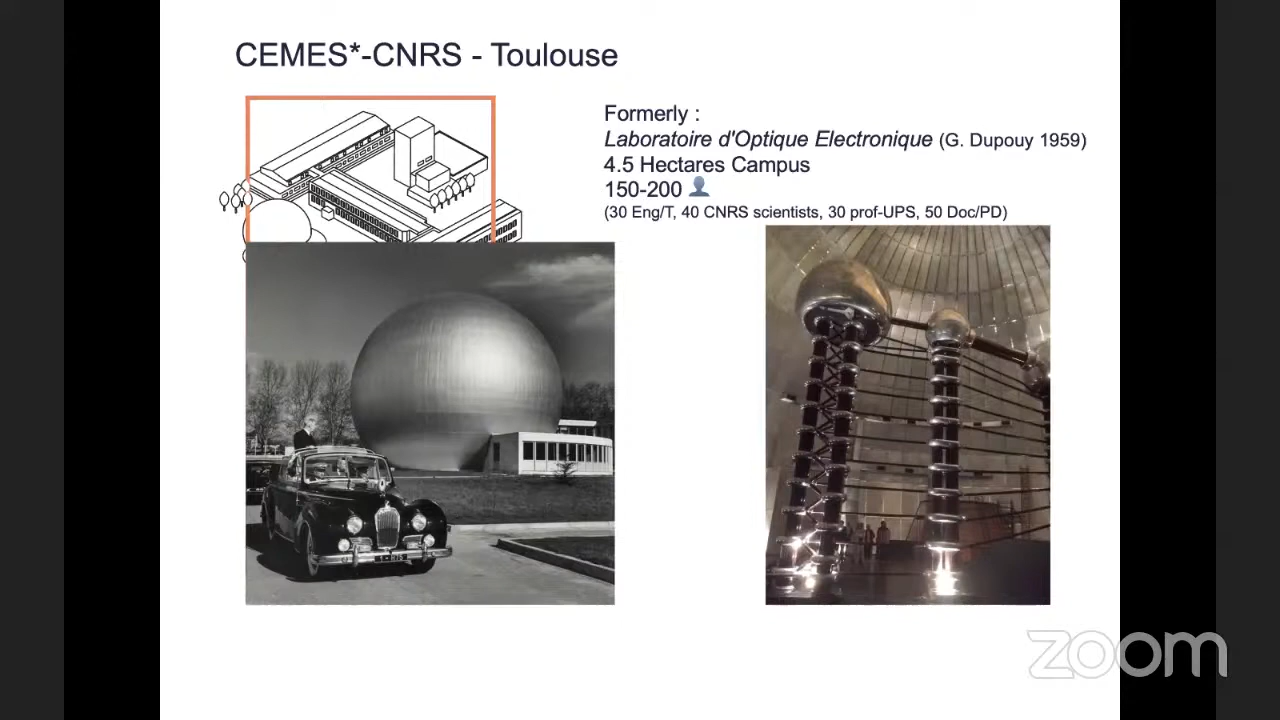 CEMES*-CNRS - Toulouse
Formerly :
Laboratoire d'Optique Electronique (G. Dupouy 1959)
4.5 Hectares Campus
150-200
(30 Eng/T, 40 CNRS scientists, 30 prof-UPS, 50 Doc/PD)
zoom